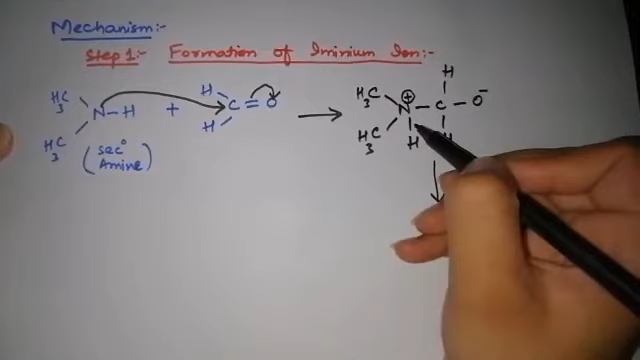 Mechanism:-
Step 1:- Formation of Iminium Ion:-
H3C
N-H
H3C
(sec° Amine)
+
H
C=O
H
H
H3C
⊕
N-C-O⁻
H3C
H
H